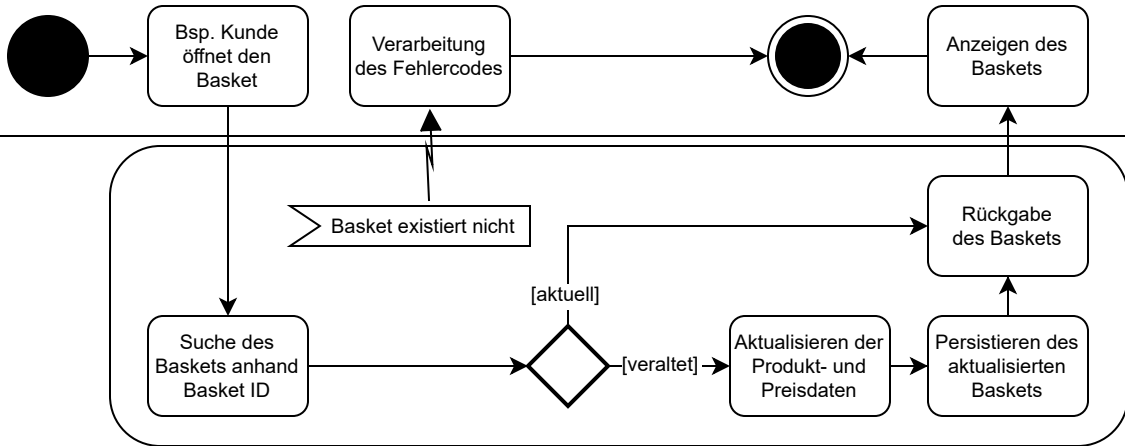 Bsp. Kunde
öffnet den
Basket
Verarbeitung
des Fehlercodes
Anzeigen des
Baskets
Basket existiert nicht
Rückgabe
des Baskets
[aktuell]
Suche des
Baskets anhand
Basket ID
[veraltet]
Aktualisieren der
Produkt- und
Preisdaten
Persistieren des
aktualisierten
Baskets